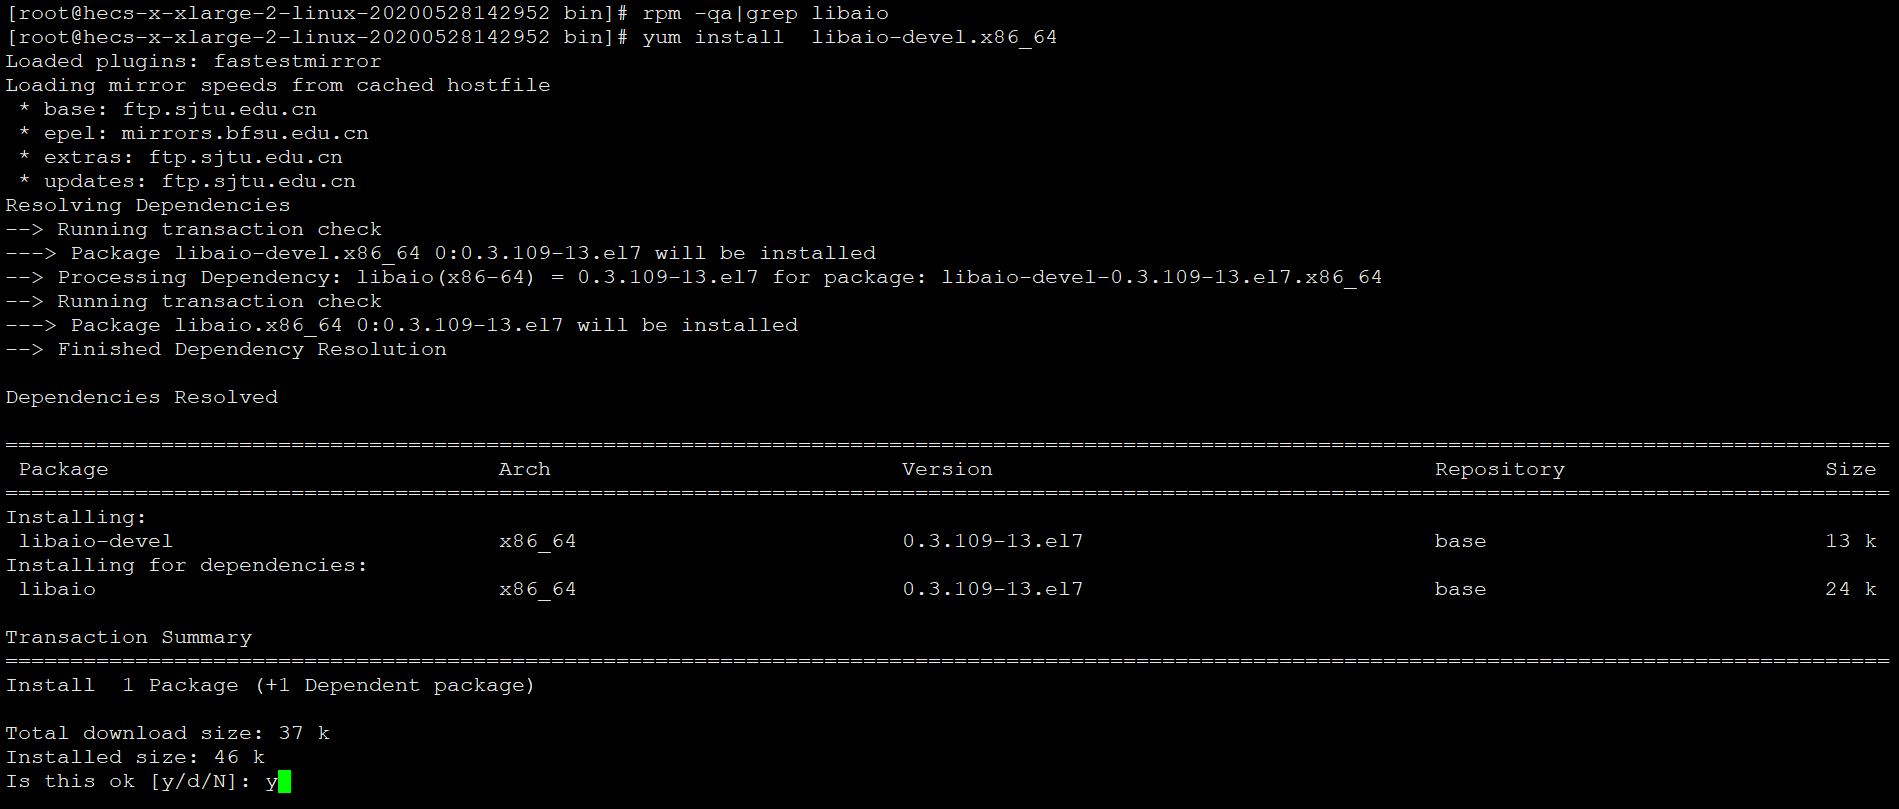 [root@hecs-x-xlarge-2-linux-20200528142952 bin]# rpm -qa|grep libaio
[root@hecs-x-xlarge-2-linux-20200528142952 bin]# yum install  libaio-devel.x86_64
Loaded plugins: fastestmirror
Loading mirror speeds from cached hostfile
 * base: ftp.sjtu.edu.cn
 * epel: mirrors.bfsu.edu.cn
 * extras: ftp.sjtu.edu.cn
 * updates: ftp.sjtu.edu.cn
Resolving Dependencies
--> Running transaction check
---> Package libaio-devel.x86_64 0:0.3.109-13.el7 will be installed
--> Processing Dependency: libaio(x86-64) = 0.3.109-13.el7 for package: libaio-devel-0.3.109-13.el7.x86_64
--> Running transaction check
---> Package libaio.x86_64 0:0.3.109-13.el7 will be installed
--> Finished Dependency Resolution
Dependencies Resolved
=================================================================================================================================================
 Package                              Arch                           Version                                  Repository                    Size
=================================================================================================================================================
Installing:
 libaio-devel                         x86_64                         0.3.109-13.el7                           base                          13 k
Installing for dependencies:
 libaio                               x86_64                         0.3.109-13.el7                           base                          24 k
Transaction Summary
=================================================================================================================================================
Install  1 Package (+1 Dependent package)
Total download size: 37 k
Installed size: 46 k
Is this ok [y/d/N]: y